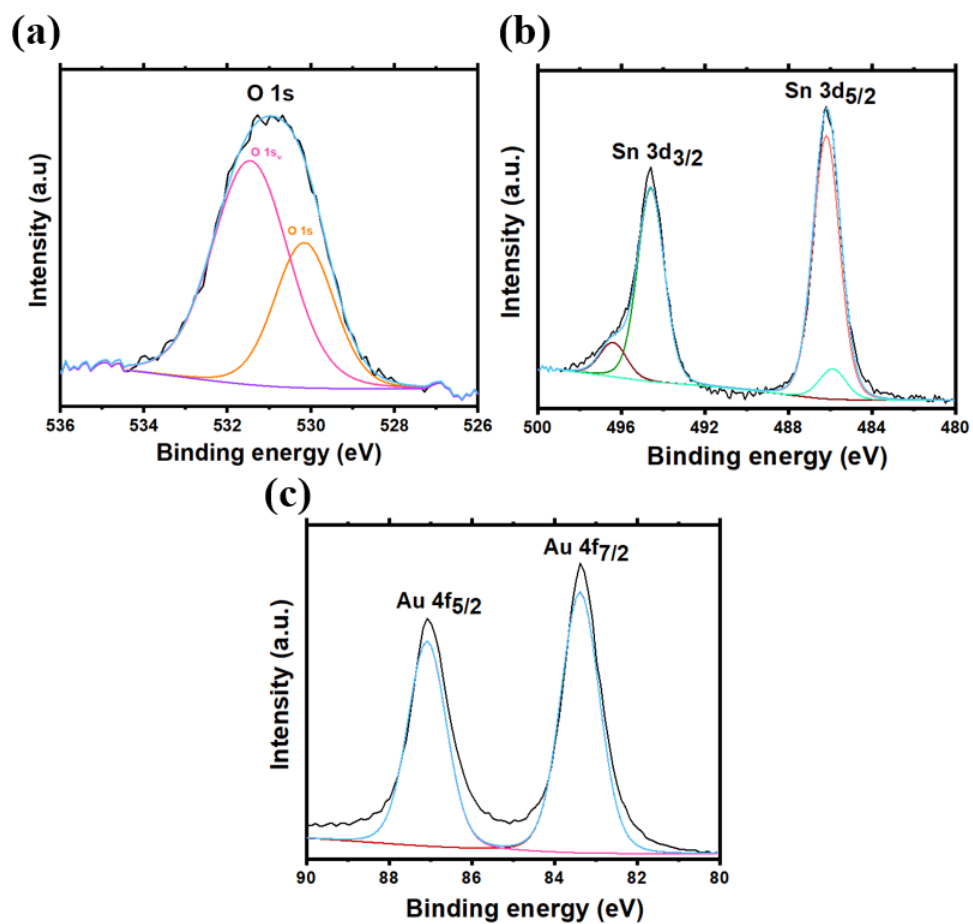 (a)
O 1s
O 1sᵥ
O 1s
Intensity (a.u)
536 534 532 530 528 526
Binding energy (eV)
(b)
Sn 3d5/2
Sn 3d3/2
Intensity (a.u)
500 496 492 488 484 480
Binding energy (eV)
(c)
Au 4f7/2
Au 4f5/2
Intensity (a.u.)
90 88 86 84 82 80
Binding energy (eV)